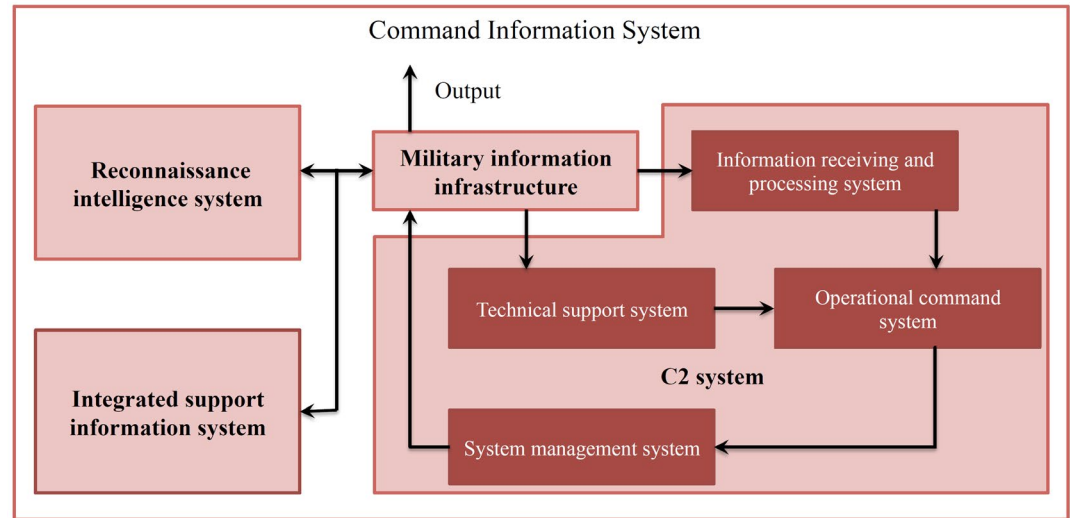 Command Information System
Output
Reconnaissance
intelligence system
Military information
infrastructure
Information receiving and
processing system
Technical support system
Operational command
system
C2 system
Integrated support
information system
System management system